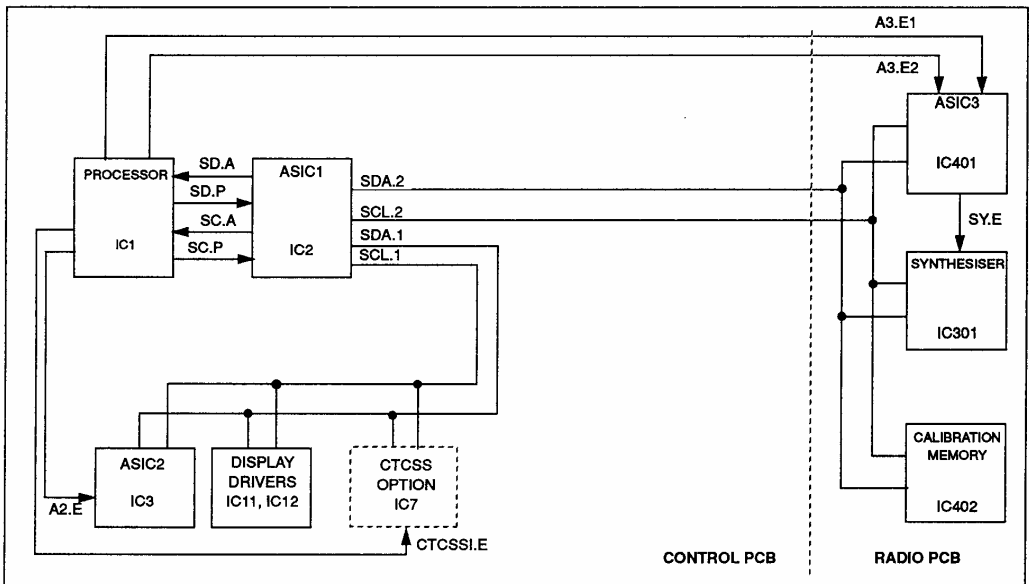 A3.E1
A3.E2
ASIC3
IC401
PROCESSOR
IC1
SD.A
SD.P
SC.A
SC.P
ASIC1
IC2
SDA.2
SCL.2
SDA.1
SCL.1
SY.E
SYNTHESISER
IC301
ASIC2
IC3
A2.E
DISPLAY
DRIVERS
IC11, IC12
CTCSS
OPTION
IC7
CTCSSI.E
CALIBRATION
MEMORY
IC402
CONTROL PCB
RADIO PCB